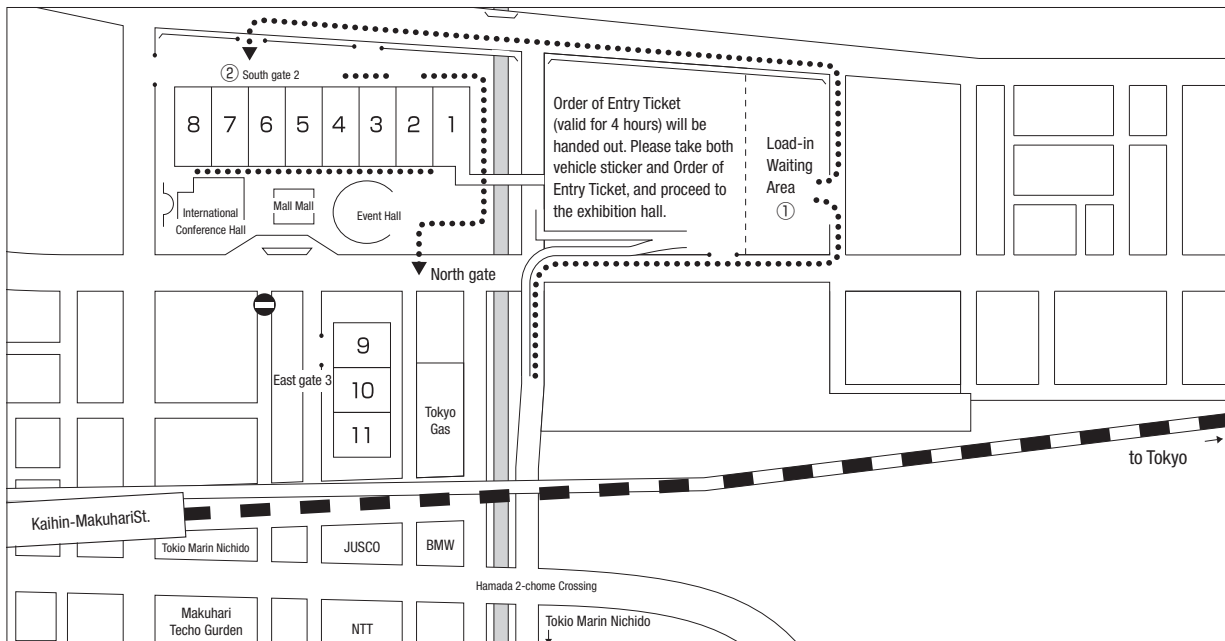 ② South gate 2
8 7 6 5 4 3 2 1
Order of Entry Ticket
(valid for 4 hours) will be
handed out. Please take both
vehicle sticker and Order of
Entry Ticket, and proceed to
the exhibition hall.
Load-in
Waiting
Area
①
International
Conference Hall
Mall Mall
Event Hall
North gate
East gate 3
9
10
11
Tokyo
Gas
to Tokyo
Kaihin-MakuhariSt.
Tokio Marin Nichido
JUSCO
BMW
Hamada 2-chome Crossing
Makuhari
Techo Gurden
NTT
Tokio Marin Nichido